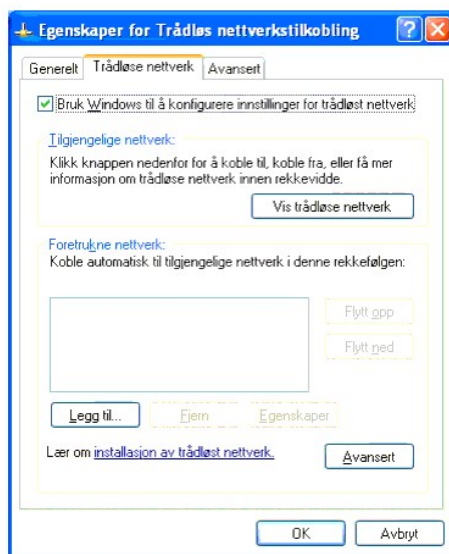 Egenskaper for Trådløs nettverkstilkobling
Generelt Trådløse nettverk Avansert
Bruk Windows til å konfigurere innstillinger for trådløst nettverk
Tilgjengelige nettverk:
Klikk knappen nedenfor for å koble til, koble fra, eller få mer
informasjon om trådløse nettverk innen rekkevidde.
Vis trådløse nettverk
Foretrukne nettverk:
Koble automatisk til tilgjengelige nettverk i denne rekkefølgen:
Flytt opp
Flytt ned
Legg til... Fjern Egenskaper
Lær om installasjon av trådløst nettverk.
Avansert
OK Avbryt